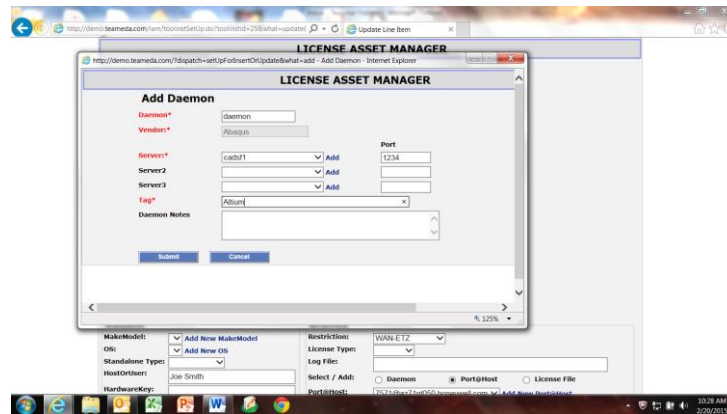 http://demo.teameda.com/lam/toolinstSetUp.do?toolinstid=25&what=updatel
Update Line Item
LICENSE ASSET MANAGER
http://demo.teameda.com/?dispatch=setUpForInsertOrUpdate&what=add - Add Daemon - Internet Explorer
LICENSE ASSET MANAGER
Add Daemon
Daemon* daemon
Vendor:* Abaqus
Port
Server:* cadsf1 Add 1234
Server2 Add
Server3 Add
Tag* Altium
Daemon Notes
Submit Cancel
125%
MakeModel: Add New MakeModel Restriction: WAN-ETZ
OS: Add New OS License Type:
Standalone Type: Log File:
HostOrUser: Joe Smith Select / Add: Daemon Port@Host License File
HardwareKey: Port@Host: Add New Port@Host
10:28 AM
2/20/20